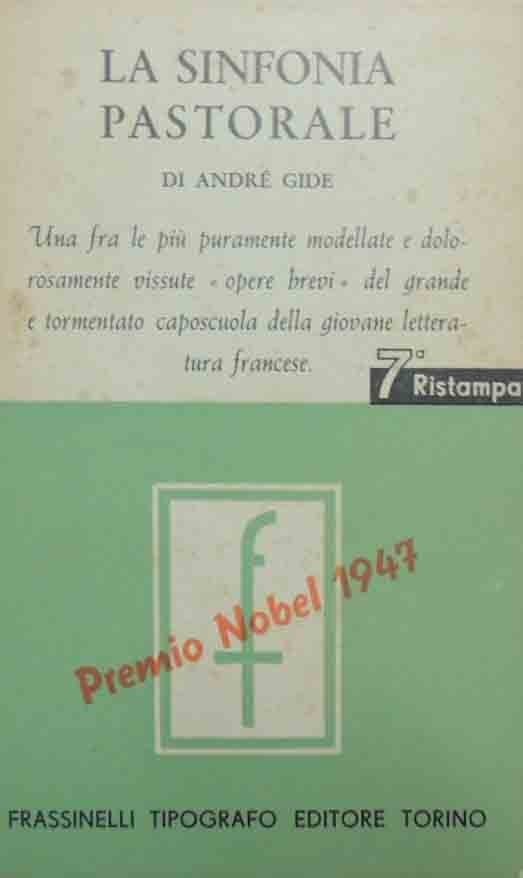 LA SINFONIA
PASTORALE
DI ANDRÉ GIDE
Una fra le più puramente modellate e dolo-
rosamente vissute « opere brevi » del grande
e tormentato caposcuola della giovane lettera-
tura francese.
7a Ristampa
f
Premio Nobel 1947
FRASSINELLI TIPOGRAFO EDITORE TORINO